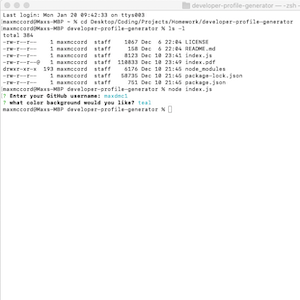 developer-profile-generator — -zsh
Last login: Mon Jan 20 09:42:33 on ttys003
maxmccord@Maxs-MBP ~ % cd Desktop/Coding/Projects/Homework/developer-profile-generator
maxmccord@Maxs-MBP developer-profile-generator % ls -l
total 384
-rw-r--r-- 1 maxmccord staff 1067 Dec 6 22:04 LICENSE
-rw-r--r-- 1 maxmccord staff 158 Dec 6 22:04 README.md
-rw-r--r-- 1 maxmccord staff 8123 Dec 10 23:41 index.js
-rw-r--r--@ 1 maxmccord staff 110833 Dec 10 23:49 index.pdf
drwxr-xr-x 193 maxmccord staff 6176 Dec 10 21:45 node_modules
-rw-r--r-- 1 maxmccord staff 50735 Dec 10 21:45 package-lock.json
-rw-r--r-- 1 maxmccord staff 751 Dec 10 21:45 package.json
maxmccord@Maxs-MBP developer-profile-generator % node index.js
? Enter your GitHub username: maxdmc1
? what color background would you like? teal
maxmccord@Maxs-MBP developer-profile-generator %